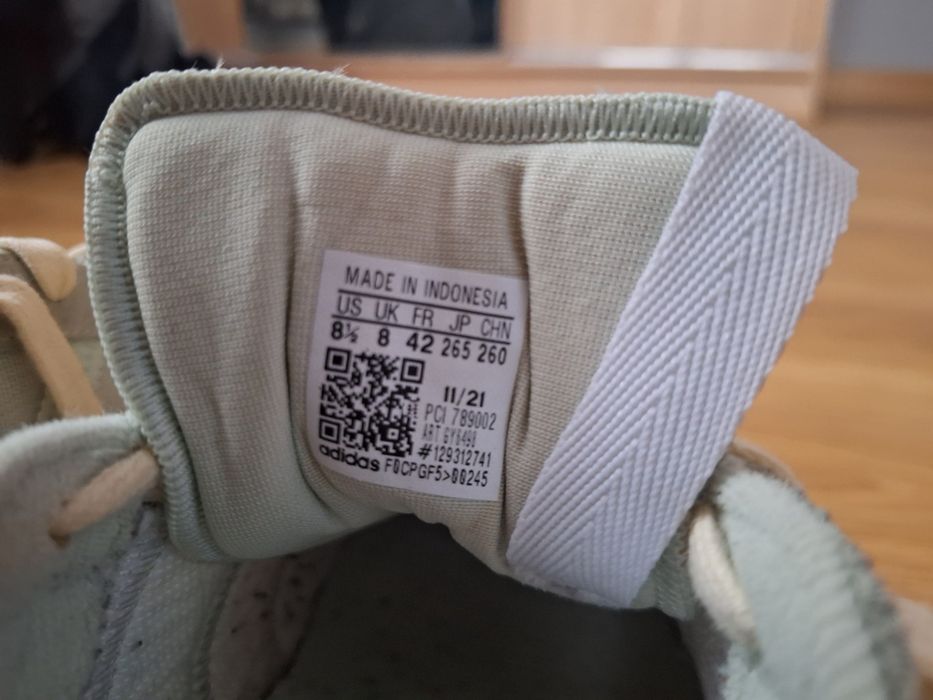 MADE IN INDONESIA
US UK FR JP CHN
8½ 8 42 265 260
11/21
PCI 789002
ART GY6490
#129312741
adidas F0CPGF5>00245